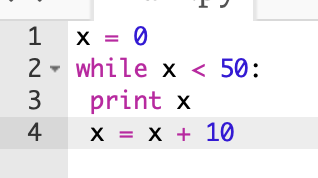 1 x = 0
2 while x < 50:
3  print x
4  x = x + 10